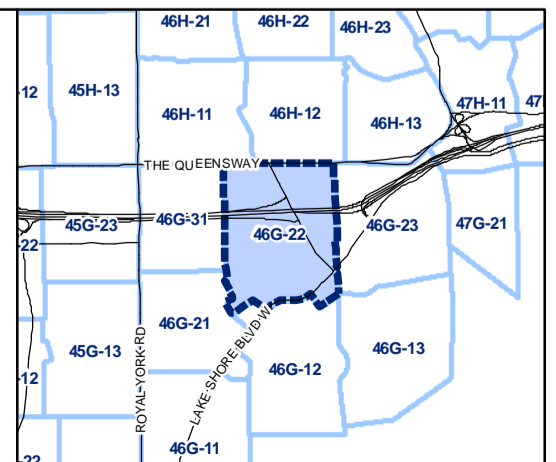 46H-21
46H-22
46H-23
-12
45H-13
46H-11
46H-12
46H-13
47H-11
47
THE QUEENSWAY
45G-23
46G-31
46G-22
46G-23
47G-21
-22
46G-21
45G-13
46G-12
46G-13
-12
ROYAL YORK RD
LAKE SHORE BLVD W
46G-11
-22